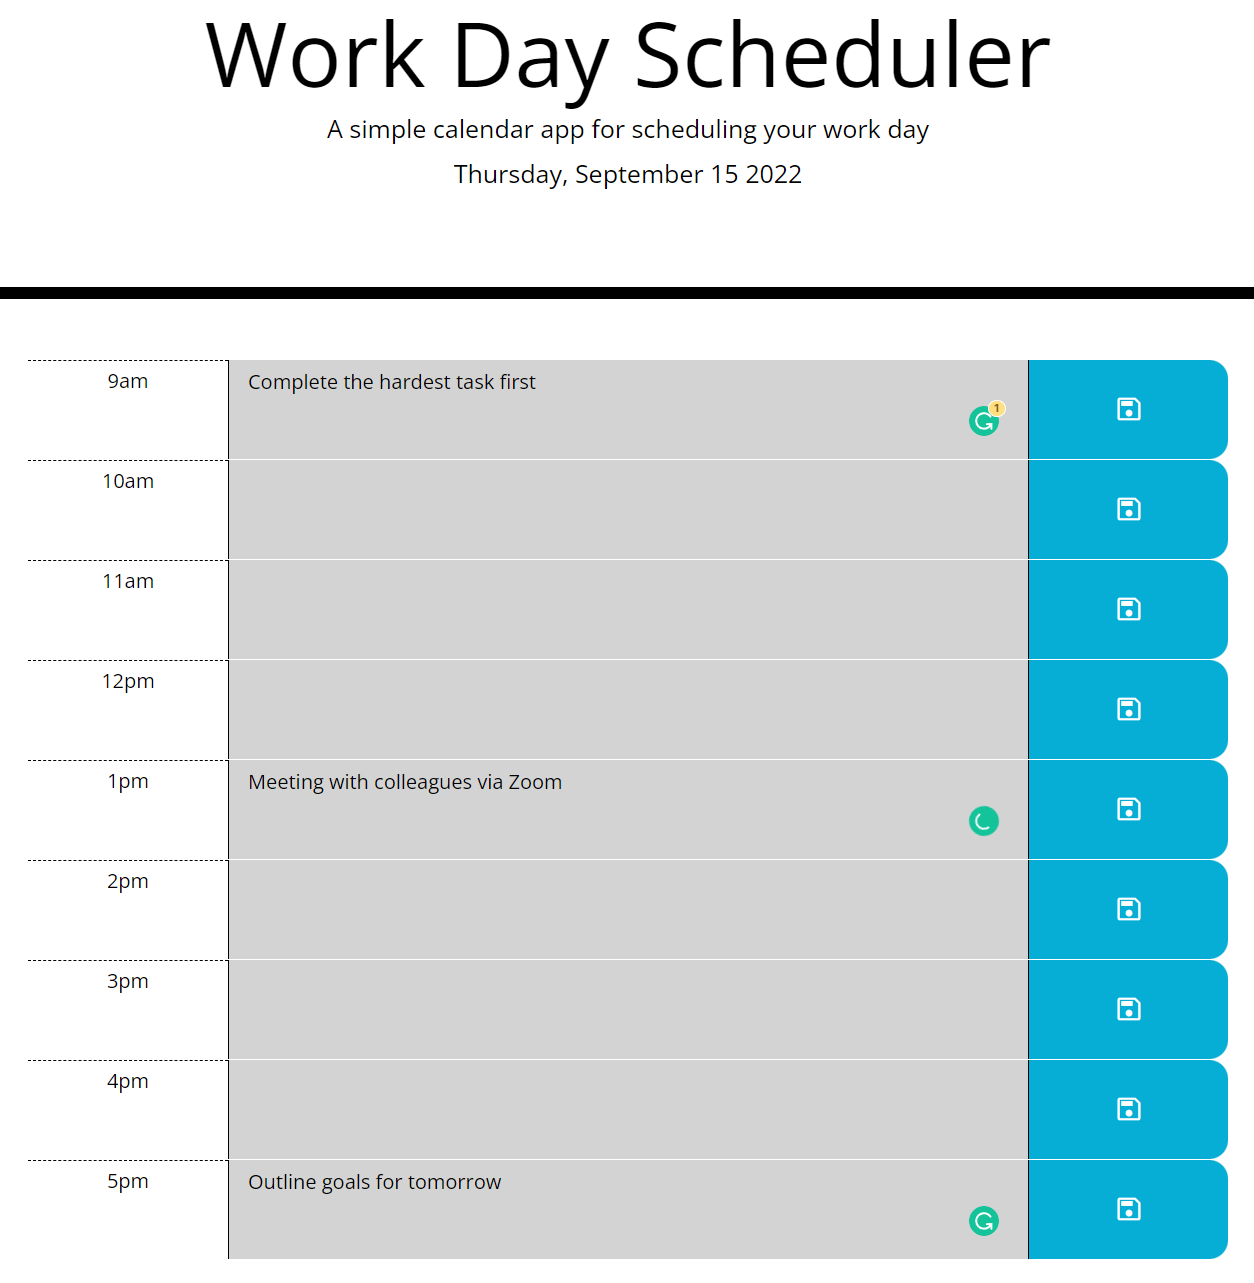 Work Day Scheduler
A simple calendar app for scheduling your work day
Thursday, September 15 2022
9am
Complete the hardest task first
1
10am
11am
12pm
1pm
Meeting with colleagues via Zoom
2pm
3pm
4pm
5pm
Outline goals for tomorrow